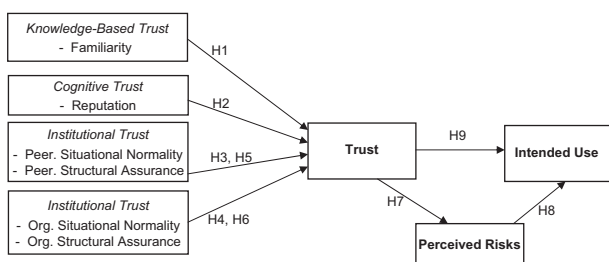 Knowledge-Based Trust
- Familiarity
H1
Cognitive Trust
- Reputation
H2
Institutional Trust
- Peer. Situational Normality
- Peer. Structural Assurance
H3, H5
Institutional Trust
- Org. Situational Normality
- Org. Structural Assurance
H4, H6
Trust
H9
Intended Use
H7
H8
Perceived Risks